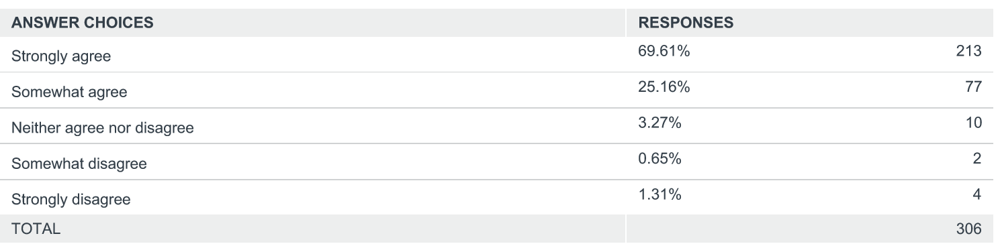 ANSWER CHOICES RESPONSES
Strongly agree 69.61% 213
Somewhat agree 25.16% 77
Neither agree nor disagree 3.27% 10
Somewhat disagree 0.65% 2
Strongly disagree 1.31% 4
TOTAL 306